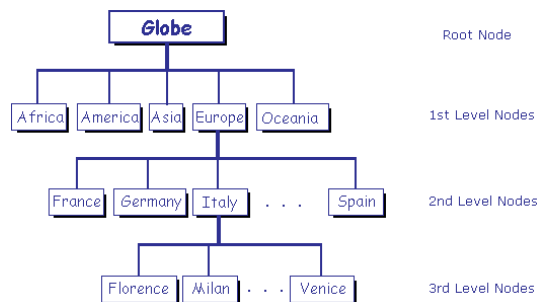 Globe Root Node
Africa America Asia Europe Oceania 1st Level Nodes
France Germany Italy . . . Spain 2nd Level Nodes
Florence Milan . . . Venice 3rd Level Nodes